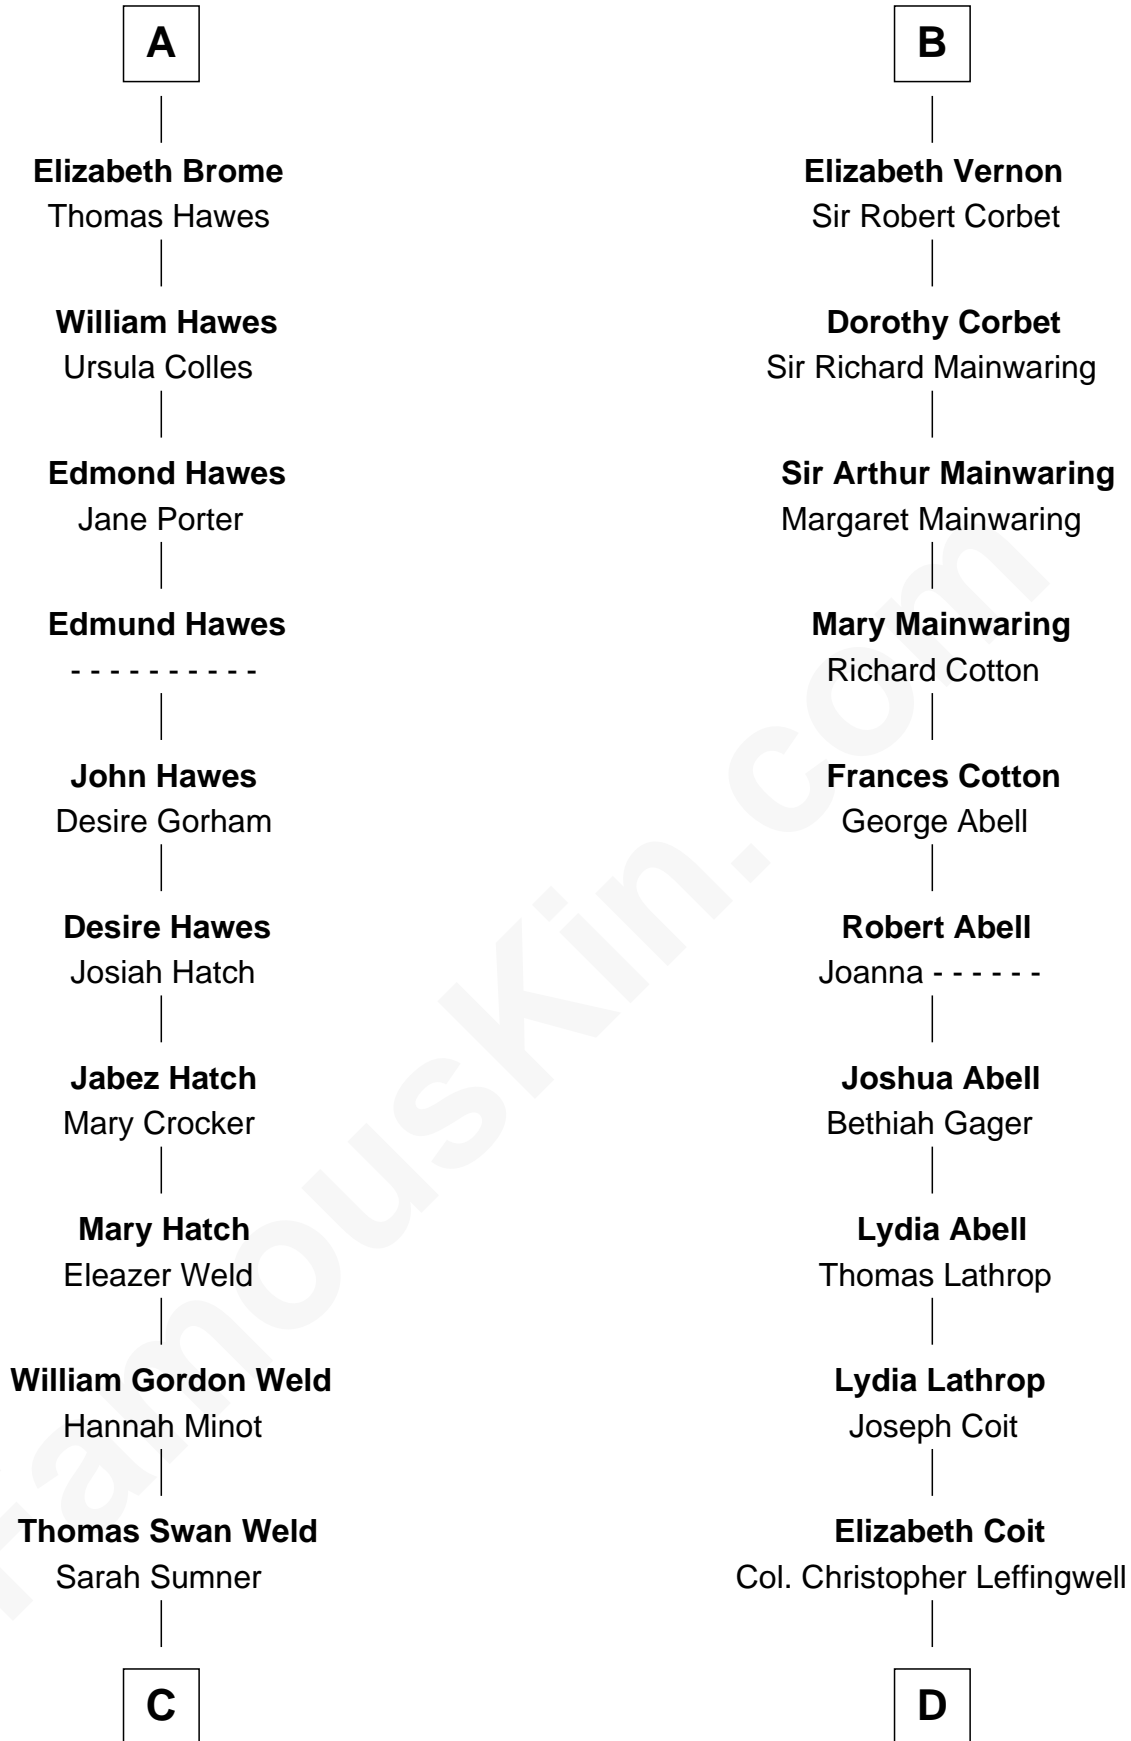 A
Elizabeth Brome
Thomas Hawes
William Hawes
Ursula Colles
Edmond Hawes
Jane Porter
Edmund Hawes
- - - - - - - - - -
John Hawes
Desire Gorham
Desire Hawes
Josiah Hatch
Jabez Hatch
Mary Crocker
Mary Hatch
Eleazer Weld
William Gordon Weld
Hannah Minot
Thomas Swan Weld
Sarah Sumner
C
B
Elizabeth Vernon
Sir Robert Corbet
Dorothy Corbet
Sir Richard Mainwaring
Sir Arthur Mainwaring
Margaret Mainwaring
Mary Mainwaring
Richard Cotton
Frances Cotton
George Abell
Robert Abell
Joanna - - - - - -
Joshua Abell
Bethiah Gager
Lydia Abell
Thomas Lathrop
Lydia Lathrop
Joseph Coit
Elizabeth Coit
Col. Christopher Leffingwell
D
FamousKin.com